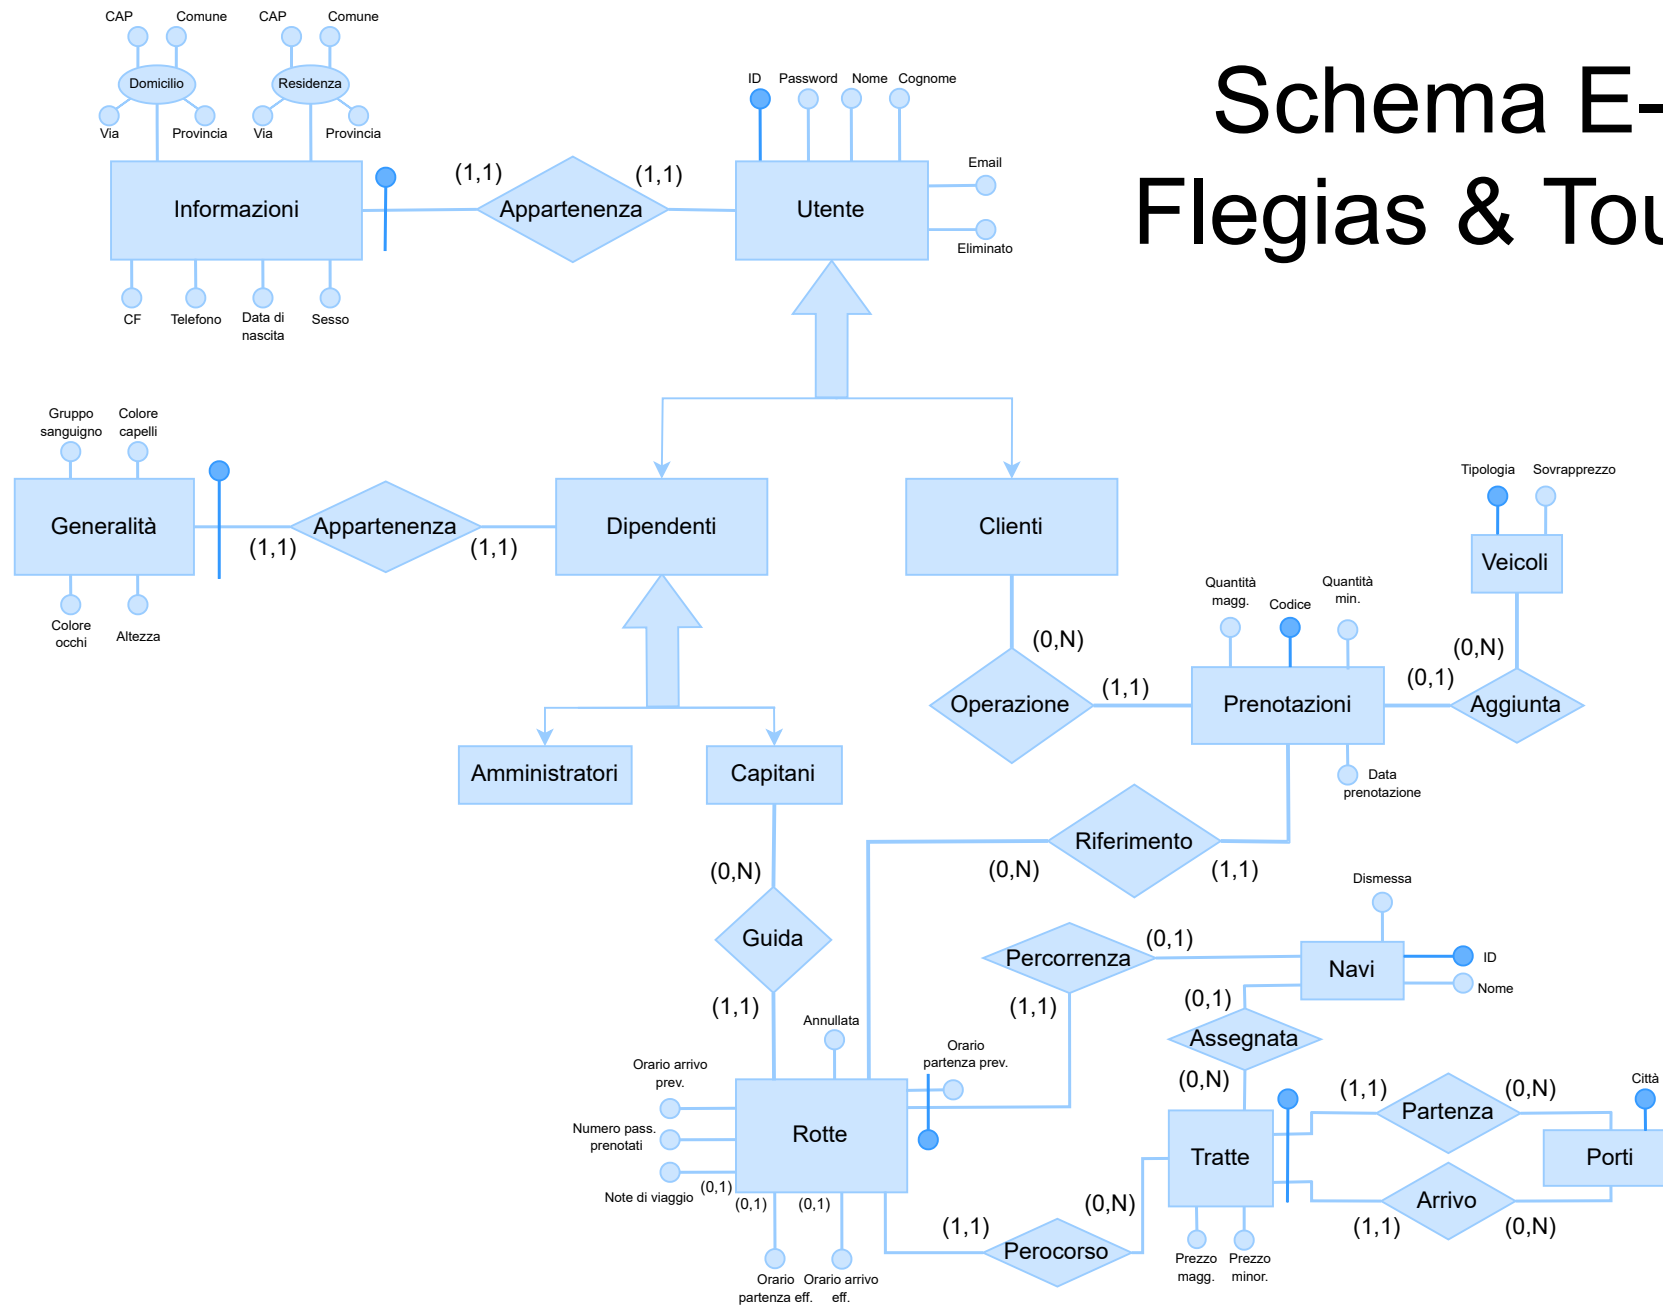 Schema E-
Flegias & Tou
CAP
Comune
CAP
Comune
Domicilio
Residenza
Via
Provincia
Via
Provincia
Informazioni
CF
Telefono
Data di
nascita
Sesso
(1,1)
Appartenenza
(1,1)
ID
Password
Nome
Cognome
Utente
Email
Eliminato
Gruppo
sanguigno
Colore
capelli
Generalità
Colore
occhi
Altezza
(1,1)
Appartenenza
(1,1)
Dipendenti
Clienti
Tipologia
Sovrapprezzo
Veicoli
(0,N)
(0,N)
Operazione
(1,1)
Quantità
magg.
Codice
Quantità
min.
Prenotazioni
Data
prenotazione
(0,1)
Aggiunta
Amministratori
Capitani
(0,N)
Guida
(1,1)
(0,N)
Riferimento
(1,1)
Percorrenza
(0,1)
(1,1)
Dismessa
Navi
ID
Nome
(0,1)
Assegnata
(0,N)
Annullata
Orario
partenza prev.
Orario arrivo
prev.
Numero pass.
prenotati
Note di viaggio
(0,1)
(0,1)
(0,1)
Rotte
Orario
partenza eff.
Orario arrivo
eff.
(1,1)
Perocorso
(0,N)
Tratte
Prezzo
magg.
Prezzo
minor.
(1,1)
Partenza
(0,N)
(1,1)
Arrivo
(0,N)
Città
Porti